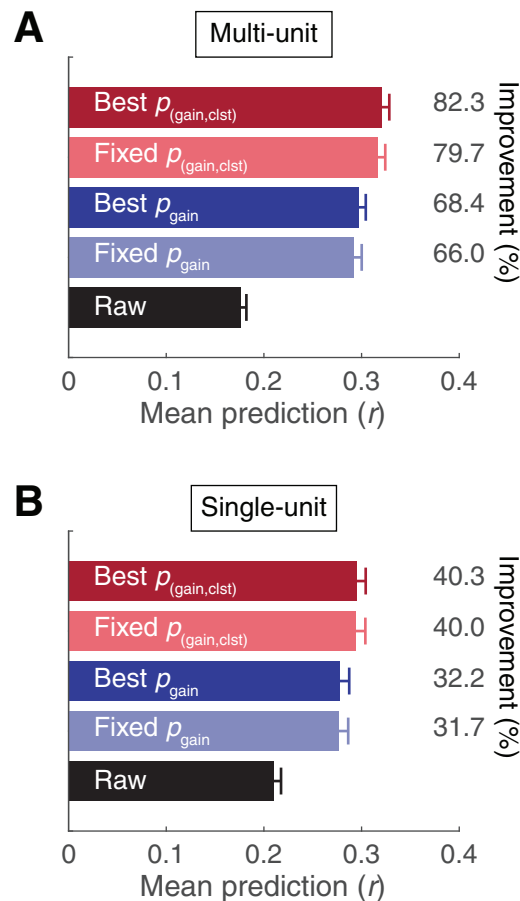 A
Multi-unit
Best p(gain,clst) 82.3
Fixed p(gain,clst) 79.7
Best pgain 68.4
Fixed pgain 66.0
Raw
Improvement (%)
0 0.1 0.2 0.3 0.4
Mean prediction (r)
B
Single-unit
Best p(gain,clst) 40.3
Fixed p(gain,clst) 40.0
Best pgain 32.2
Fixed pgain 31.7
Raw
Improvement (%)
0 0.1 0.2 0.3 0.4
Mean prediction (r)